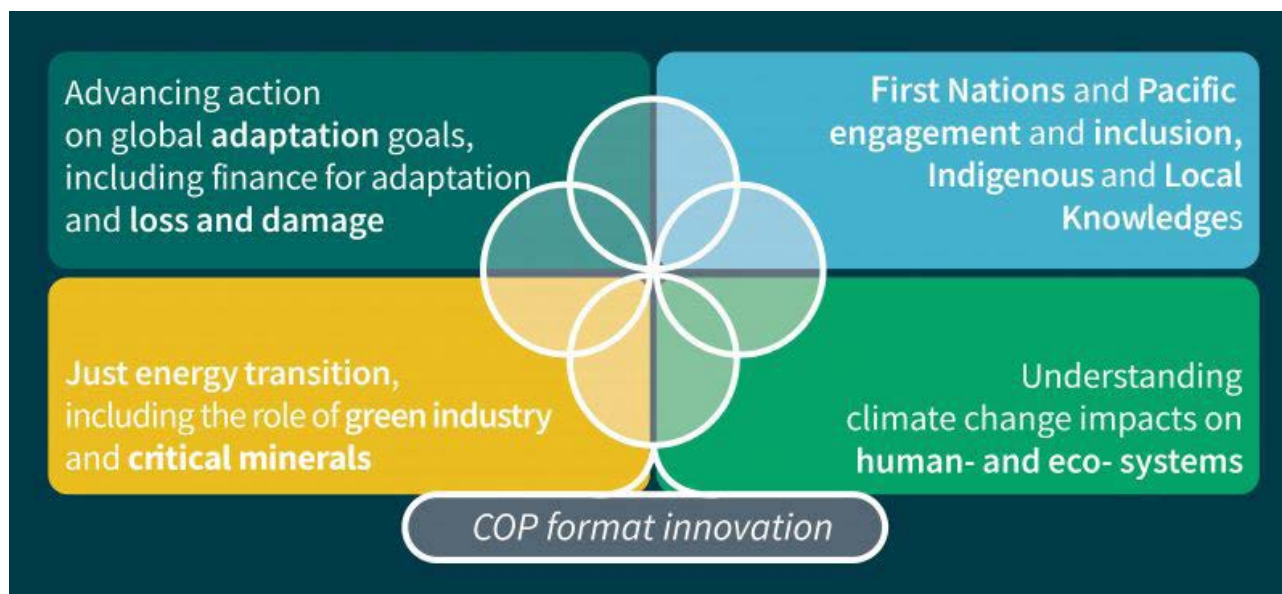 Advancing action
on global adaptation goals,
including finance for adaptation
and loss and damage
First Nations and Pacific
engagement and inclusion,
Indigenous and Local
Knowledges
Just energy transition,
including the role of green industry
and critical minerals
Understanding
climate change impacts on
human- and eco- systems
COP format innovation